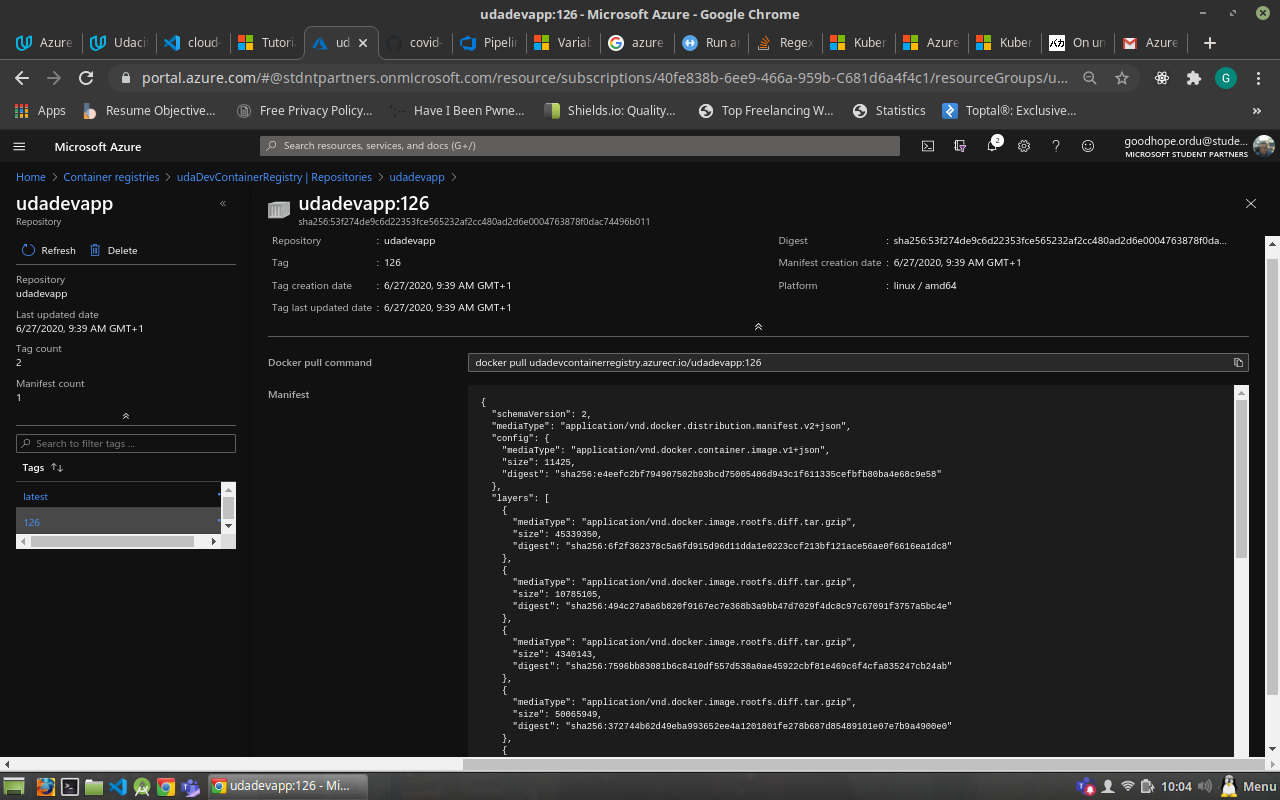 udadevapp:126 - Microsoft Azure - Google Chrome
Azure
Udacit
cloud-
Tutoria
ud
covid-
Pipelin
Variab
azure
Run ar
Regex
Kuber
Azure
Kuber
On un
Azure
portal.azure.com/#@stdntpartners.onmicrosoft.com/resource/subscriptions/40fe838b-6ee9-466a-959b-C681d6a4f4c1/resourceGroups/u...
G
Apps
Resume Objective...
Free Privacy Policy...
Have I Been Pwne...
Shields.io: Quality...
Top Freelancing W...
Statistics
Toptal®: Exclusive...
»
Microsoft Azure
Search resources, services, and docs (G+/)
2
goodhope.ordu@stude...
MICROSOFT STUDENT PARTNERS
Home > Container registries > udaDevContainerRegistry | Repositories > udadevapp >
udadevapp
Repository
Refresh
Delete
Repository
udadevapp
Last updated date
6/27/2020, 9:39 AM GMT+1
Tag count
2
Manifest count
1
Search to filter tags ...
Tags
latest
126
udadevapp:126
sha256:53f274de9c6d22353fce565232af2cc480ad2d6e0004763878f0dac74496b011
Repository : udadevapp
Tag : 126
Tag creation date : 6/27/2020, 9:39 AM GMT+1
Tag last updated date : 6/27/2020, 9:39 AM GMT+1
Digest : sha256:53f274de9c6d22353fce565232af2cc480ad2d6e0004763878f0da...
Manifest creation date : 6/27/2020, 9:39 AM GMT+1
Platform : linux / amd64
Docker pull command
docker pull udadevcontainerregistry.azurecr.io/udadevapp:126
Manifest
{
"schemaVersion": 2,
"mediaType": "application/vnd.docker.distribution.manifest.v2+json",
"config": {
"mediaType": "application/vnd.docker.container.image.v1+json",
"size": 11425,
"digest": "sha256:e4eefc2bf794907502b93bcd75005406d943c1f611335cefbfb80ba4e68c9e58"
},
"layers": [
{
"mediaType": "application/vnd.docker.image.rootfs.diff.tar.gzip",
"size": 45339350,
"digest": "sha256:6f2f362378c5a6fd915d96d11dda1e0223ccf213bf121ace56ae0f6616ea1dc8"
},
{
"mediaType": "application/vnd.docker.image.rootfs.diff.tar.gzip",
"size": 10785105,
"digest": "sha256:494c27a8a6b820f9167ec7e368b3a9bb47d7029f4dc8c97c67091f3757a5bc4e"
},
{
"mediaType": "application/vnd.docker.image.rootfs.diff.tar.gzip",
"size": 4340143,
"digest": "sha256:7596bb83081b6c8410df557d538a0ae45922cbf81e469c6f4cfa835247cb24ab"
},
{
"mediaType": "application/vnd.docker.image.rootfs.diff.tar.gzip",
"size": 50065949,
"digest": "sha256:372744b62d49eba993652ee4a1201801fe278b687d85489101e07e7b9a4900e0"
},
{
udadevapp:126 - Mi...
10:04
Menu